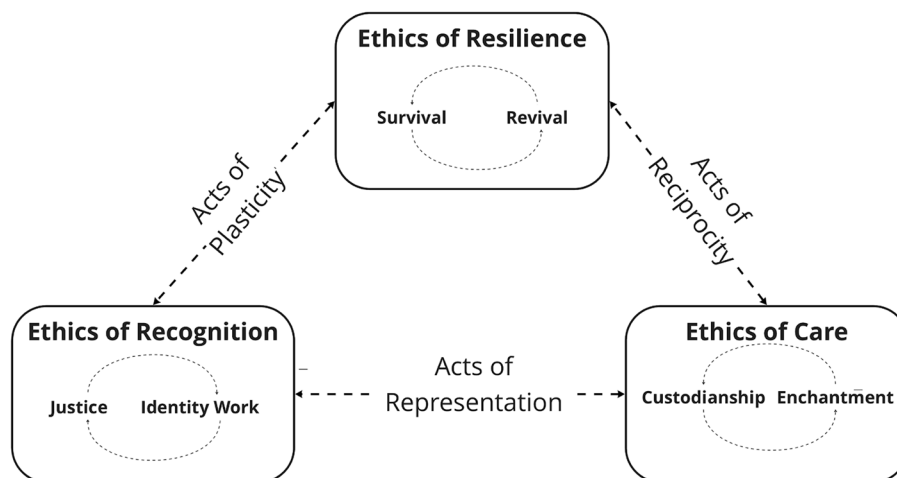 Ethics of Resilience
Survival Revival
Acts of
Plasticity
Acts of
Reciprocity
Ethics of Recognition
Justice Identity Work
Acts of
Representation
Ethics of Care
Custodianship Enchantment